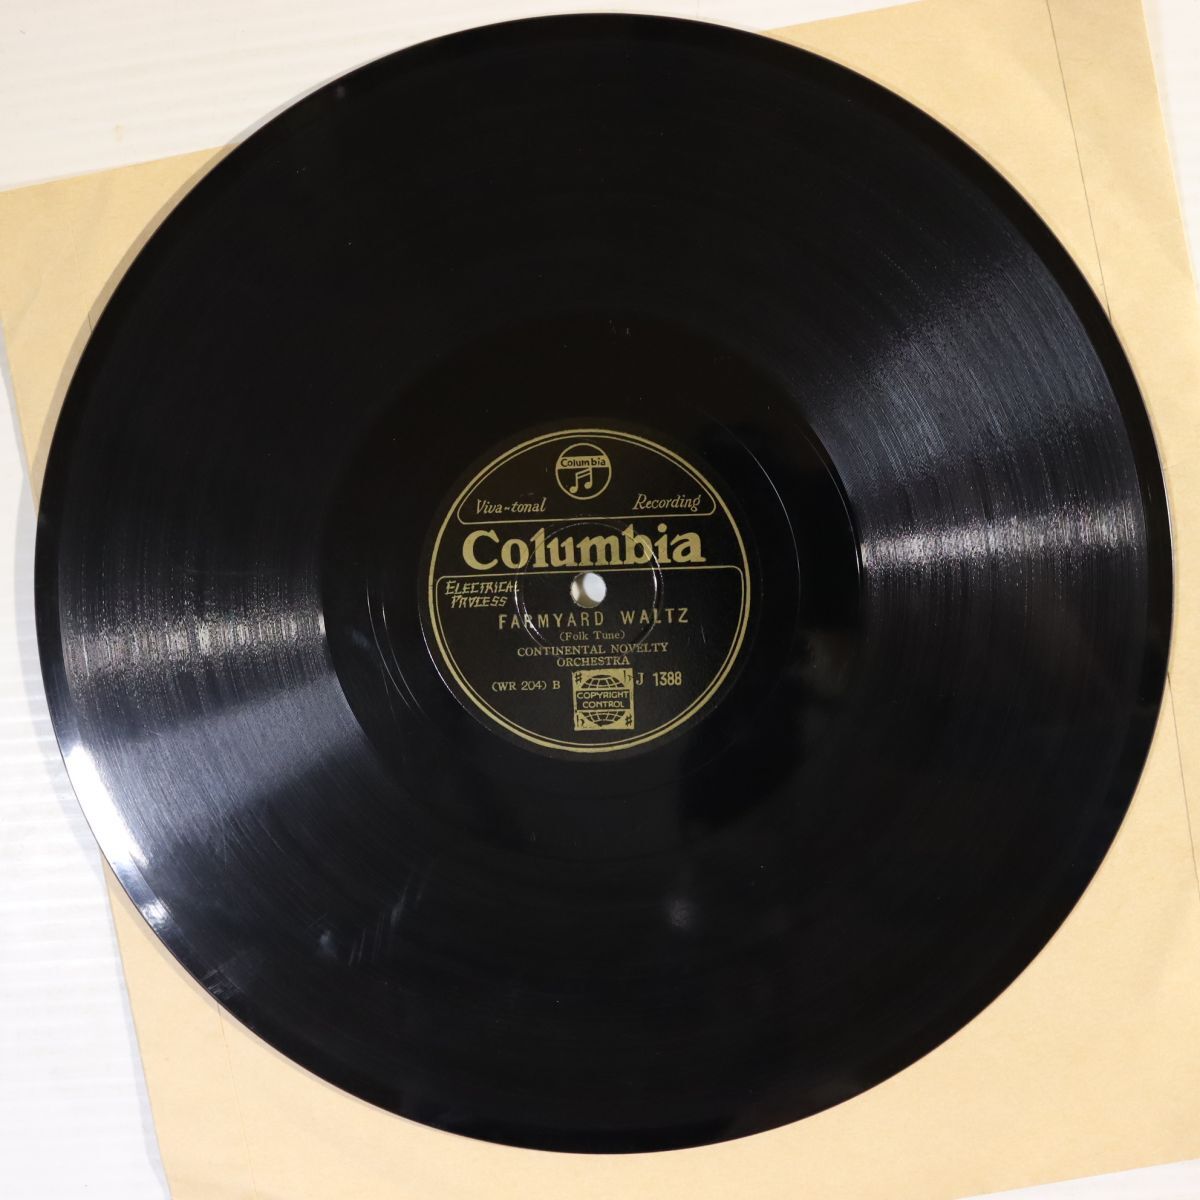 Columbia
Viva-tonal Recording
Columbia
ELECTRICAL
PROCESS
FARMYARD WALTZ
(Folk Tune)
CONTINENTAL NOVELTY
ORCHESTRA
(WR 204) B J 1388
COPYRIGHT
CONTROL